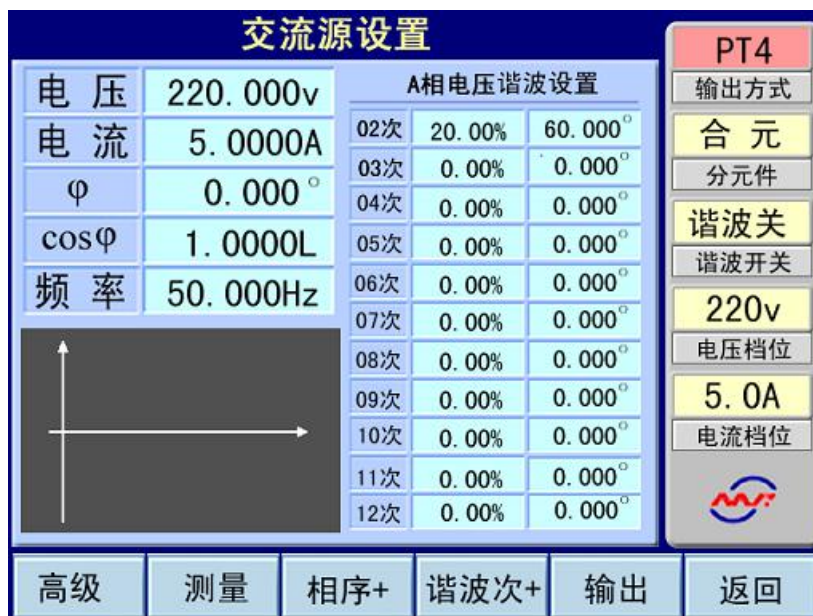 交流源设置
电 压 220.000v
电 流 5.0000A
φ 0.000°
cosφ 1.0000L
频 率 50.000Hz
A相电压谐波设置
02次 20.00% 60.000°
03次 0.00% 0.000°
04次 0.00% 0.000°
05次 0.00% 0.000°
06次 0.00% 0.000°
07次 0.00% 0.000°
08次 0.00% 0.000°
09次 0.00% 0.000°
10次 0.00% 0.000°
11次 0.00% 0.000°
12次 0.00% 0.000°
PT4
输出方式
合 元
分元件
谐波关
谐波开关
220v
电压档位
5.0A
电流档位
高级 测量 相序+ 谐波次+ 输出 返回